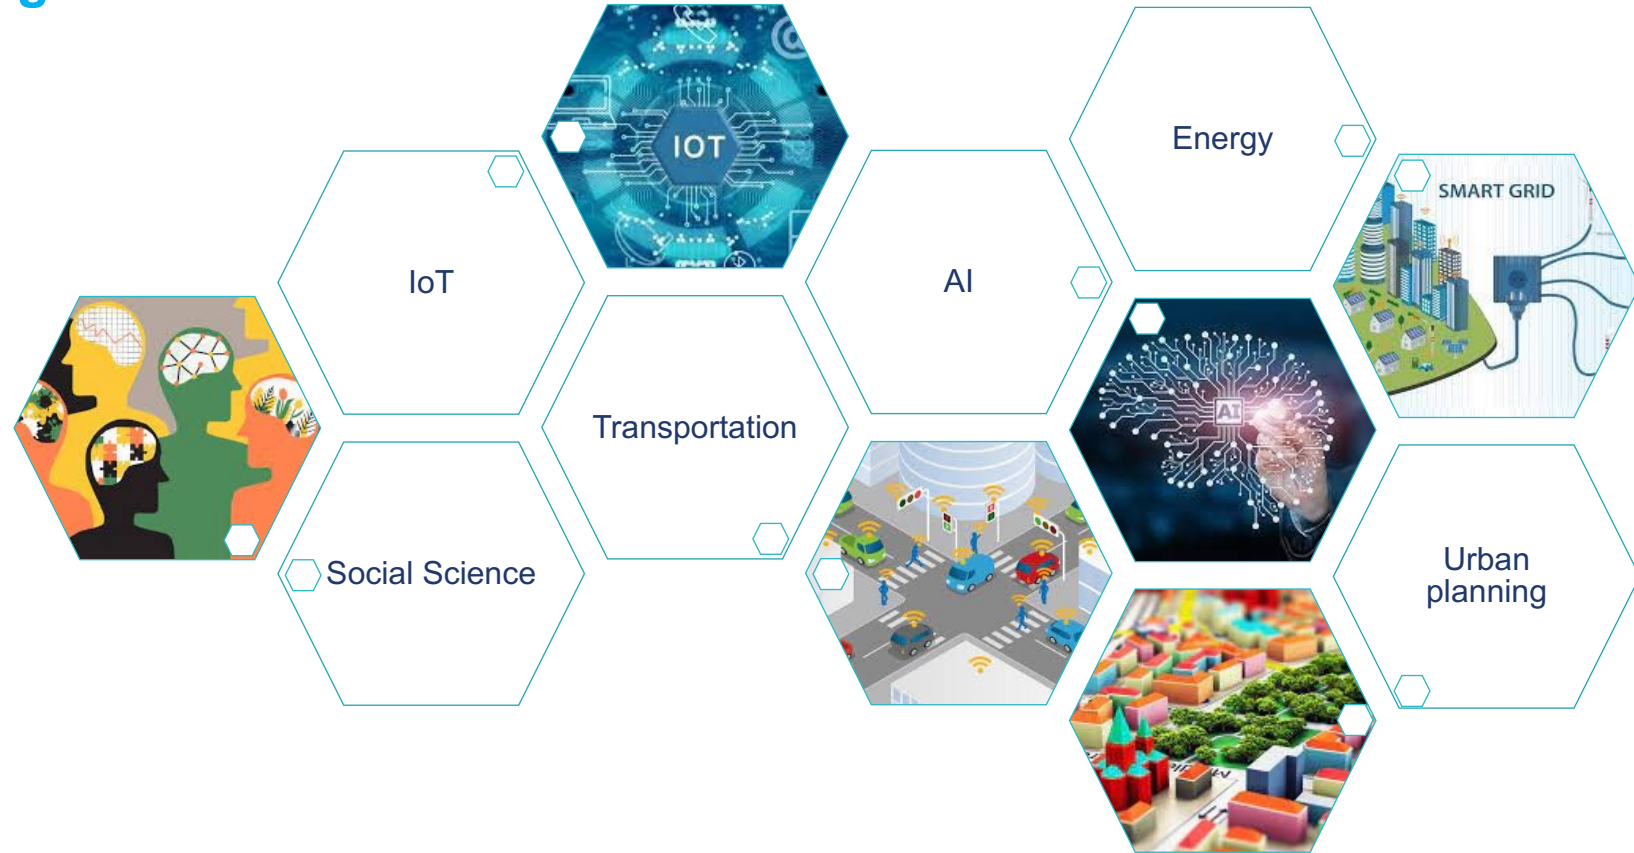 g
Energy
IOT
SMART GRID
IoT
AI
AI
Transportation
Social Science
Urban
planning